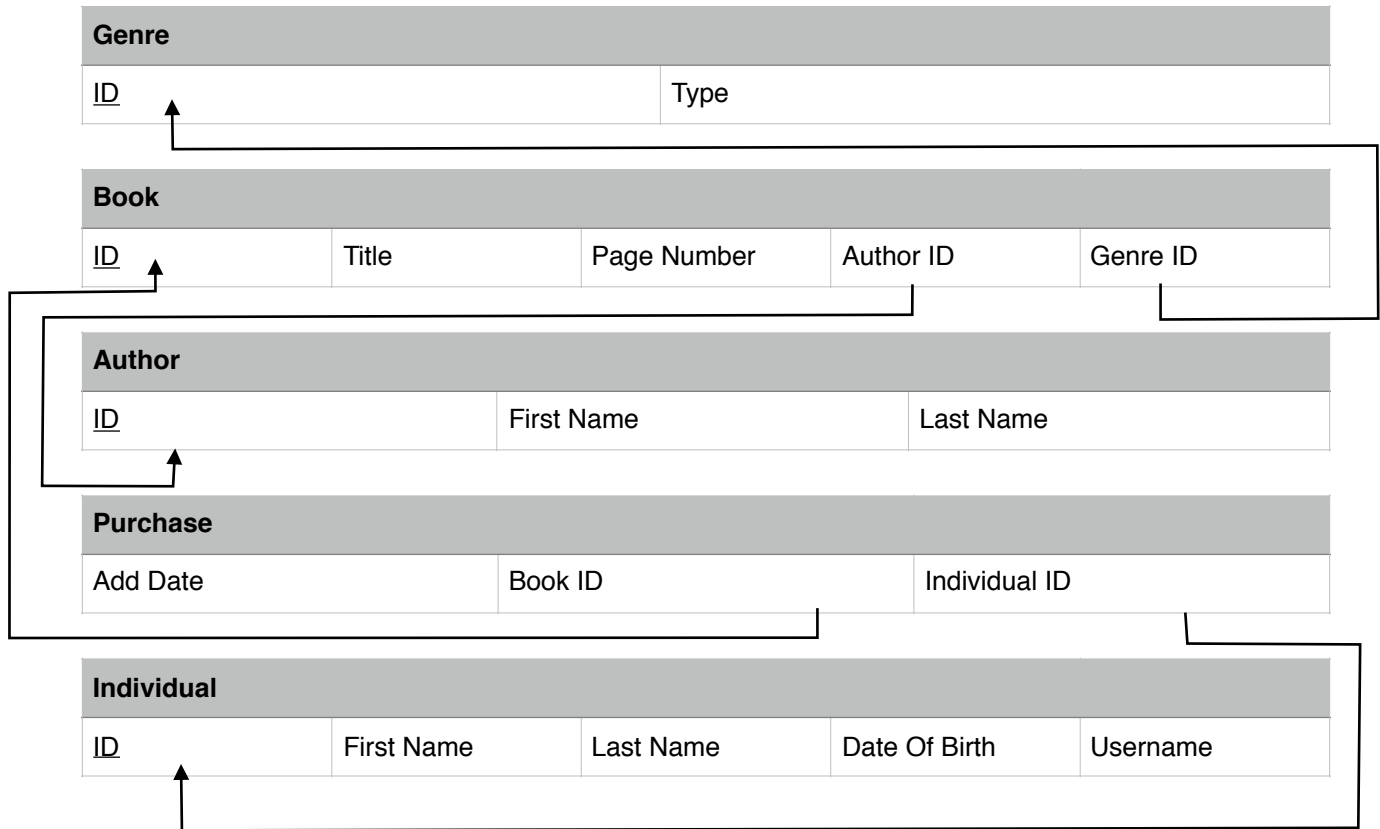 Genre
ID Type
Book
ID Title Page Number Author ID Genre ID
Author
ID First Name Last Name
Purchase
Add Date Book ID Individual ID
Individual
ID First Name Last Name Date Of Birth Username